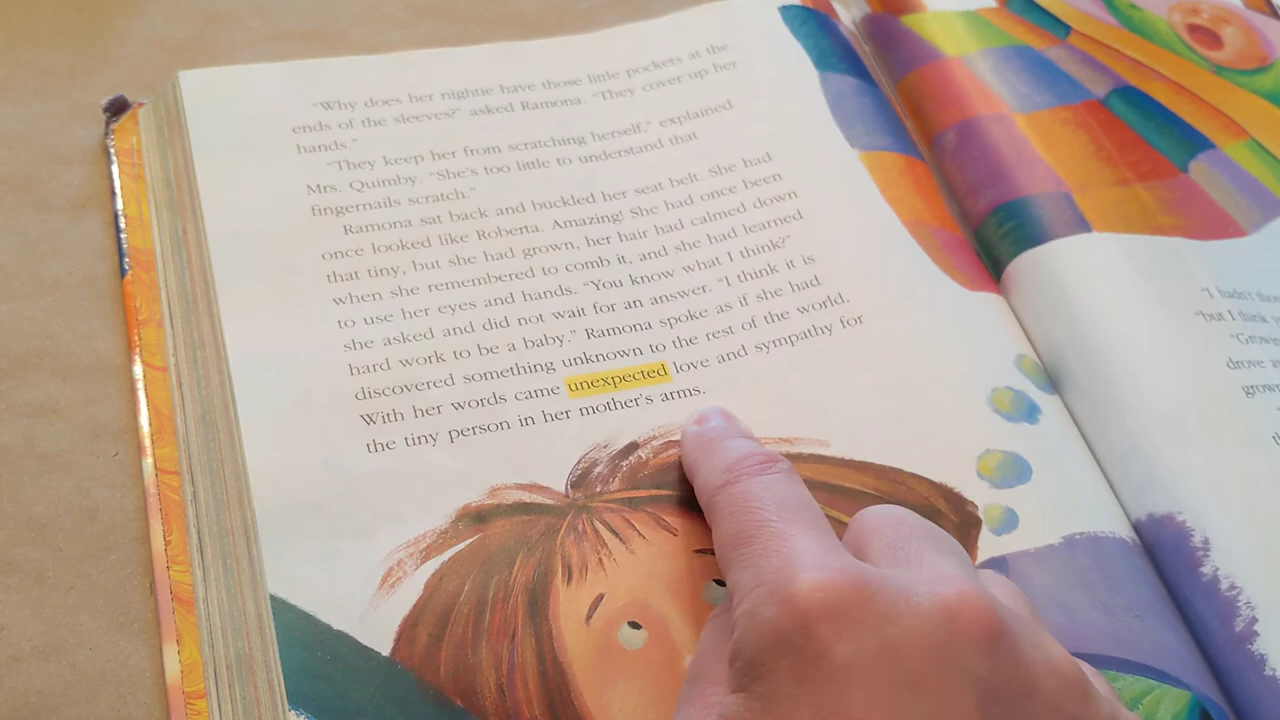 "Why does her nightie have those little pockets at the
ends of the sleeves?" asked Ramona. "They cover up her
hands."
"They keep her from scratching herself," explained
Mrs. Quimby. "She's too little to understand that
fingernails scratch."
Ramona sat back and buckled her seat belt. She had
once looked like Roberta. Amazing! She had once been
that tiny, but she had grown, her hair had calmed down
when she remembered to comb it, and she had learned
to use her eyes and hands. "You know what I think?"
she asked and did not wait for an answer. "I think it is
hard work to be a baby." Ramona spoke as if she had
discovered something unknown to the rest of the world.
With her words came unexpected love and sympathy for
the tiny person in her mother's arms.
"I hadn't
"but I think
drove